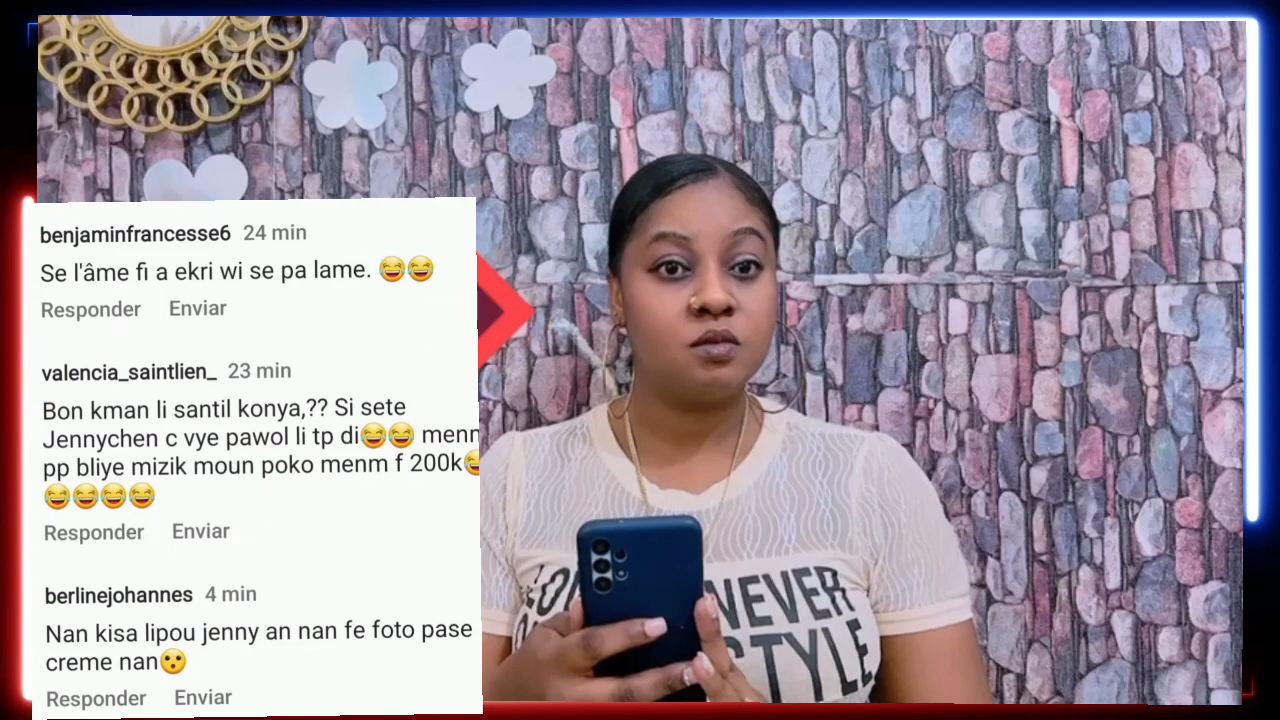 benjaminfrancesse6 24 min
Se l'âme fi a ekri wi se pa lame. 😂😂
Responder Enviar
valencia_saintlien_ 23 min
Bon kman li santil konya,?? Si sete
Jennychen c vye pawol li tp di😂😂 menm
pp bliye mizik moun poko menm f 200k😂
😂😂😂😂
Responder Enviar
berlinejohannes 4 min
Nan kisa lipou jenny an nan fe foto pase
creme nan😯
Responder Enviar
NEVER
STYLE